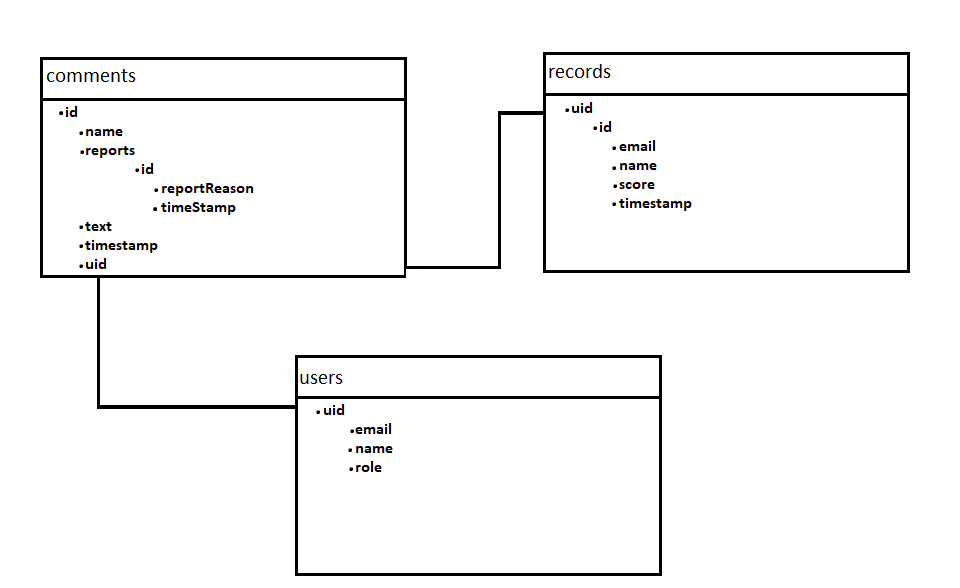 comments
id
name
reports
id
reportReason
timeStamp
text
timestamp
uid
records
uid
id
email
name
score
timestamp
users
uid
email
name
role